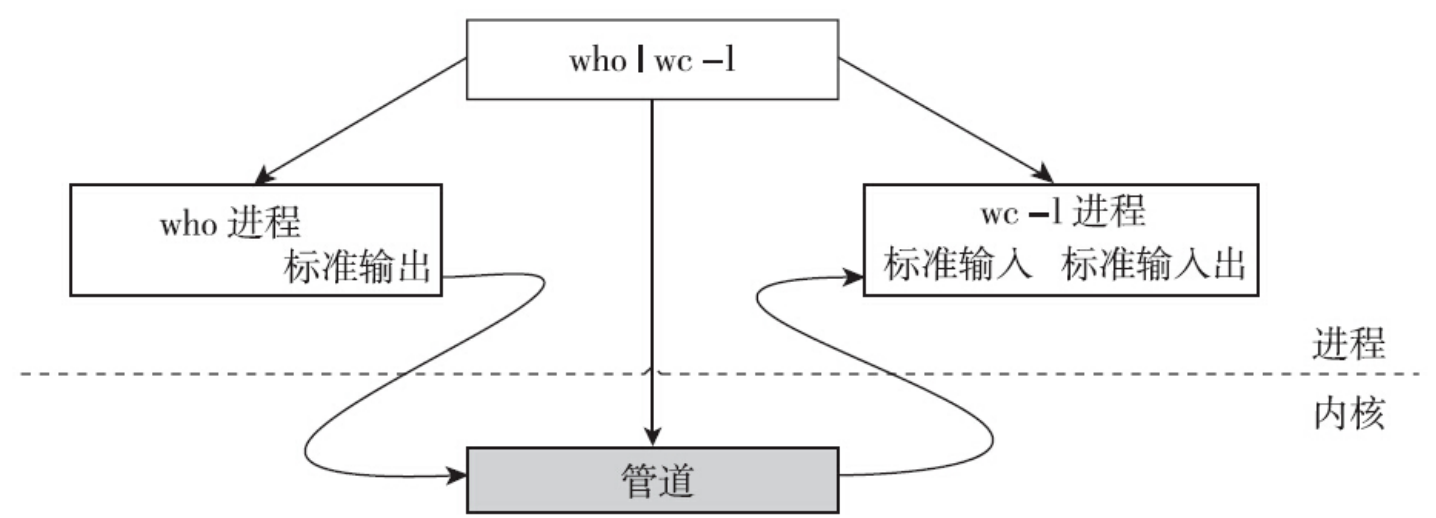 who | wc –l
who 进程
标准输出
wc –l 进程
标准输入 标准输入出
进程
内核
管道